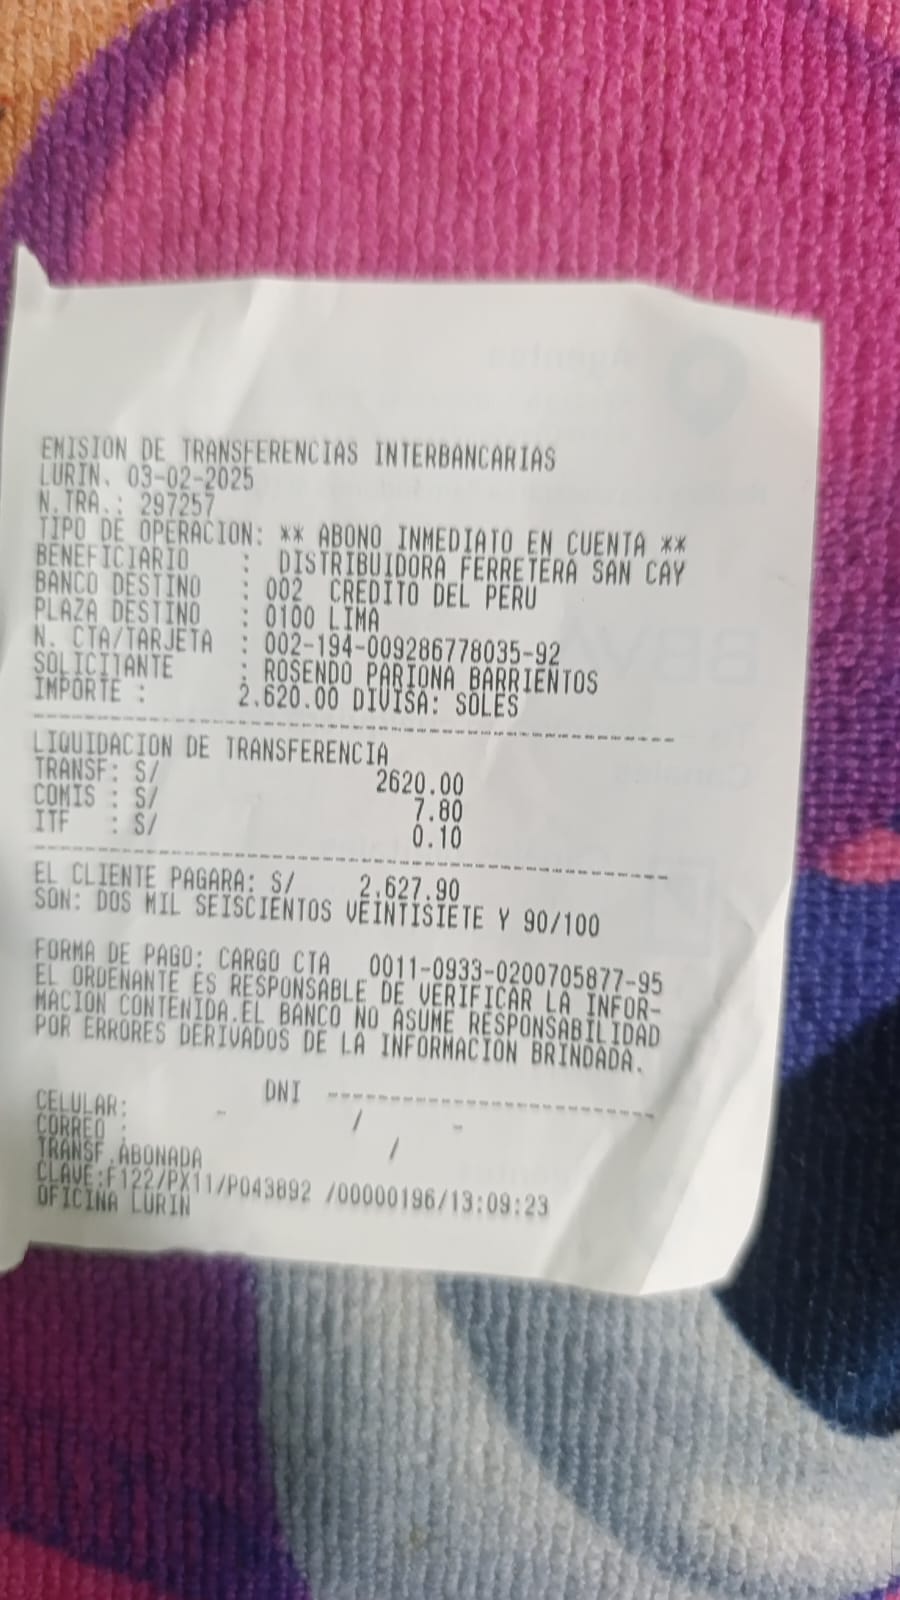 EMISION DE TRANSFERENCIAS INTERBANCARIAS
LURIN, 03-02-2025
N.TRA.: 297257
TIPO DE OPERACION: ** ABONO INMEDIATO EN CUENTA **
BENEFICIARIO : DISTRIBUIDORA FERRETERA SAN CAY
BANCO DESTINO : 002 CREDITO DEL PERU
PLAZA DESTINO : 0100 LIMA
N. CTA/TARJETA : 002-194-009286778035-92
SOLICITANTE : ROSENDO PARIONA BARRIENTOS
IMPORTE : 2.620.00 DIVISA: SOLES
LIQUIDACION DE TRANSFERENCIA
TRANSF: S/ 2620.00
COMIS : S/ 7.80
ITF : S/ 0.10
EL CLIENTE PAGARA: S/ 2.627.90
SON: DOS MIL SEISCIENTOS VEINTISIETE Y 90/100
FORMA DE PAGO: CARGO CTA 0011-0933-0200705877-95
EL ORDENANTE ES RESPONSABLE DE VERIFICAR LA INFOR-
MACION CONTENIDA.EL BANCO NO ASUME RESPONSABILIDAD
POR ERRORES DERIVADOS DE LA INFORMACION BRINDADA.
DNI
CELULAR: - / -
CORREO : /
TRANSF.ABONADA
CLAVE:F122/PX11/P043892 /00000196/13:09:23
OFICINA LURIN